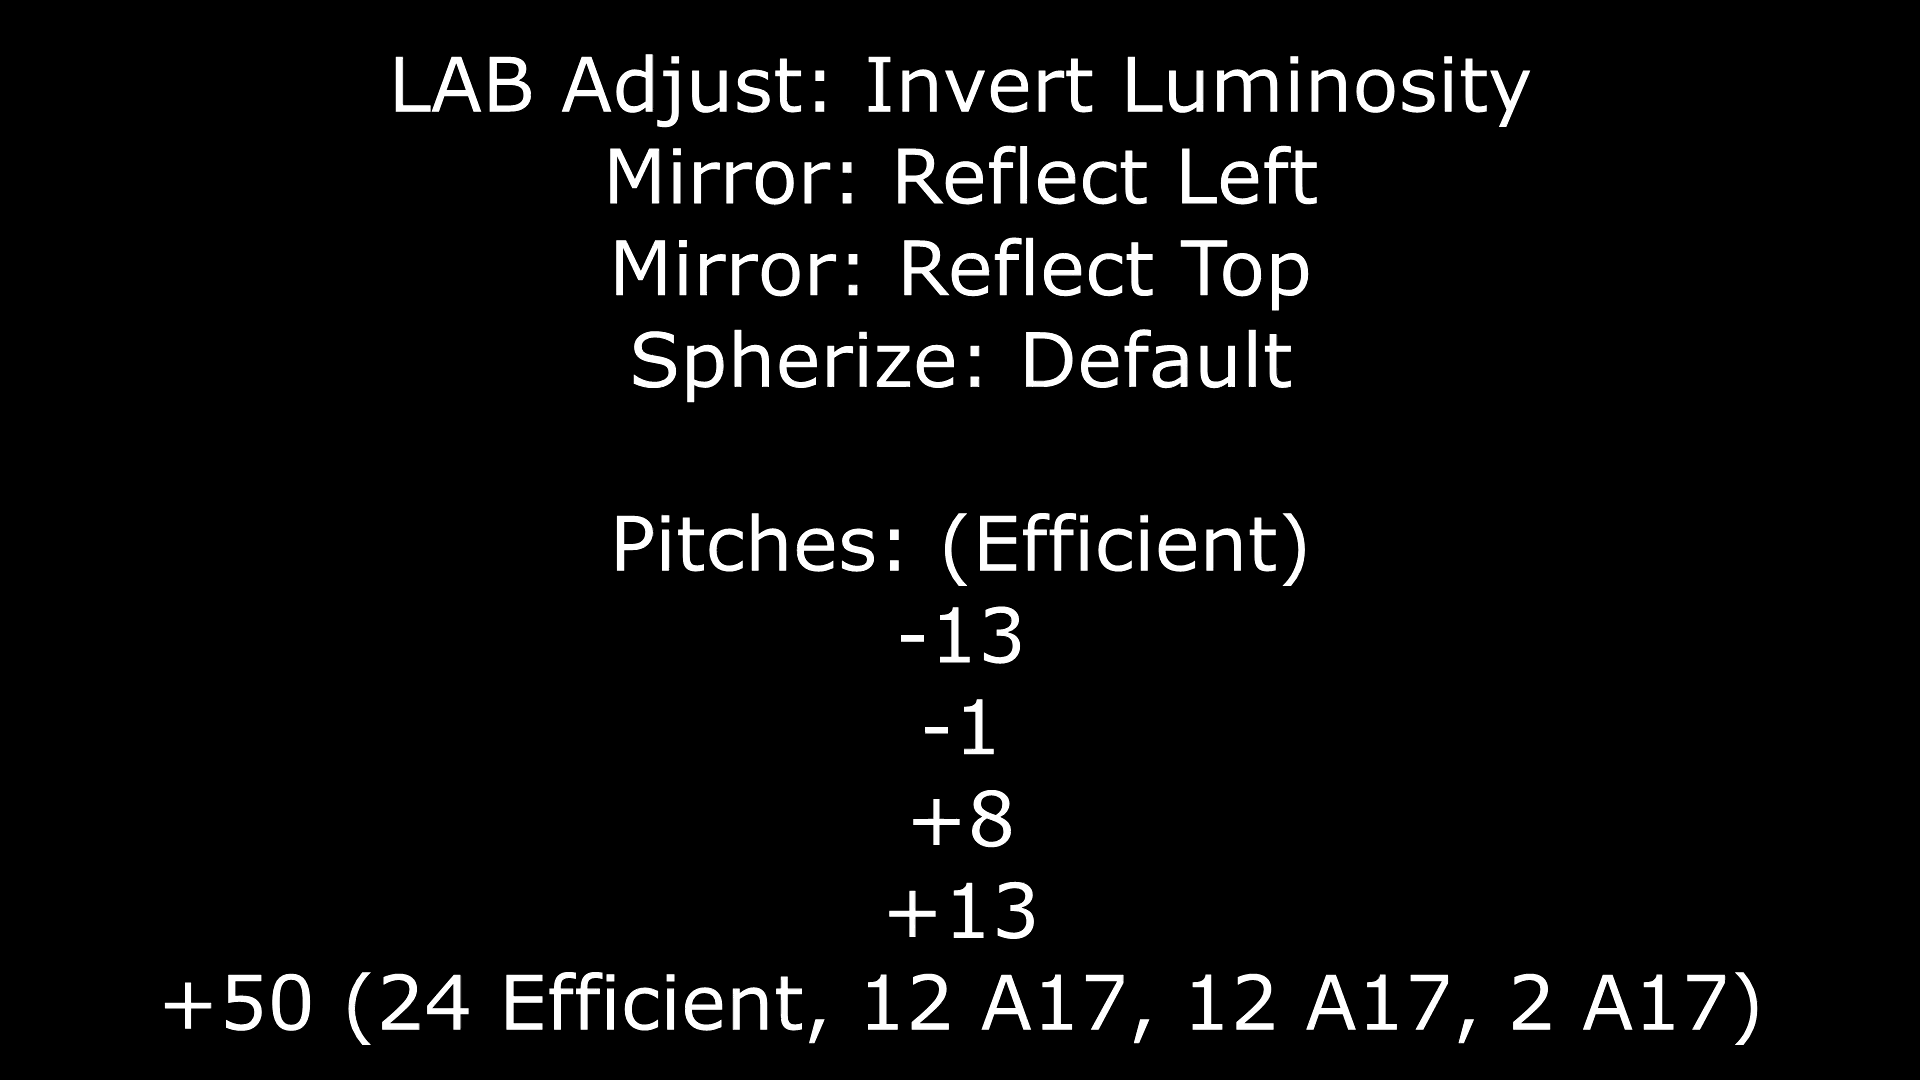 LAB Adjust: Invert Luminosity
Mirror: Reflect Left
Mirror: Reflect Top
Spherize: Default
Pitches: (Efficient)
-13
-1
+8
+13
+50 (24 Efficient, 12 A17, 12 A17, 2 A17)